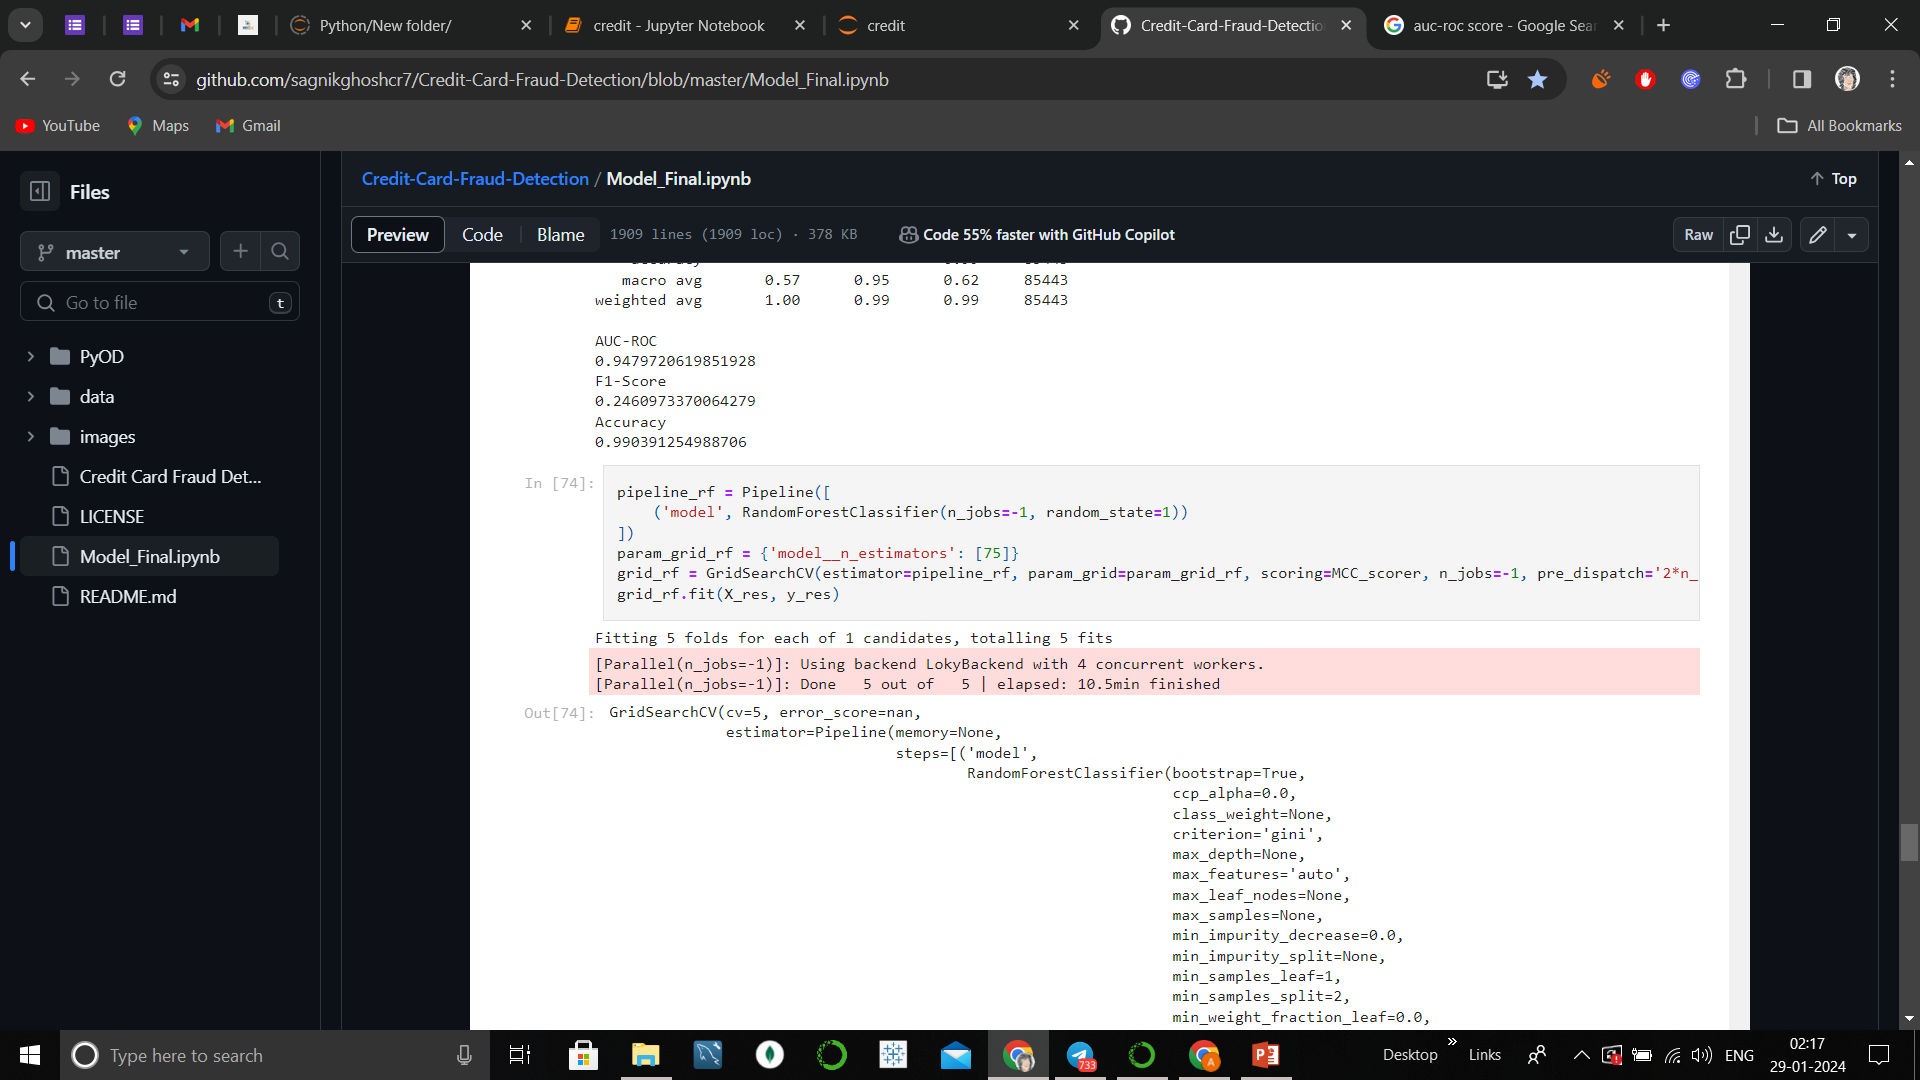 Python/New folder/
credit - Jupyter Notebook
credit
Credit-Card-Fraud-Detectio
auc-roc score - Google Sear
github.com/sagnikghoshcr7/Credit-Card-Fraud-Detection/blob/master/Model_Final.ipynb
YouTube
Maps
Gmail
All Bookmarks
Files
Credit-Card-Fraud-Detection / Model_Final.ipynb
Top
master
Preview
Code
Blame
1909 lines (1909 loc) · 378 KB
Code 55% faster with GitHub Copilot
Raw
Go to file
t
PyOD
data
images
Credit Card Fraud Det...
LICENSE
Model_Final.ipynb
README.md
macro avg 0.57 0.95 0.62 85443
weighted avg 1.00 0.99 0.99 85443
AUC-ROC
0.9479720619851928
F1-Score
0.2460973370064279
Accuracy
0.990391254988706
In [74]:
pipeline_rf = Pipeline([
('model', RandomForestClassifier(n_jobs=-1, random_state=1))
])
param_grid_rf = {'model__n_estimators': [75]}
grid_rf = GridSearchCV(estimator=pipeline_rf, param_grid=param_grid_rf, scoring=MCC_scorer, n_jobs=-1, pre_dispatch='2*n_
grid_rf.fit(X_res, y_res)
Fitting 5 folds for each of 1 candidates, totalling 5 fits
[Parallel(n_jobs=-1)]: Using backend LokyBackend with 4 concurrent workers.
[Parallel(n_jobs=-1)]: Done 5 out of 5 | elapsed: 10.5min finished
Out[74]: GridSearchCV(cv=5, error_score=nan,
estimator=Pipeline(memory=None,
steps=[('model',
RandomForestClassifier(bootstrap=True,
ccp_alpha=0.0,
class_weight=None,
criterion='gini',
max_depth=None,
max_features='auto',
max_leaf_nodes=None,
max_samples=None,
min_impurity_decrease=0.0,
min_impurity_split=None,
min_samples_leaf=1,
min_samples_split=2,
min_weight_fraction_leaf=0.0,
Type here to search
733
Desktop
Links
ENG
02:17
29-01-2024